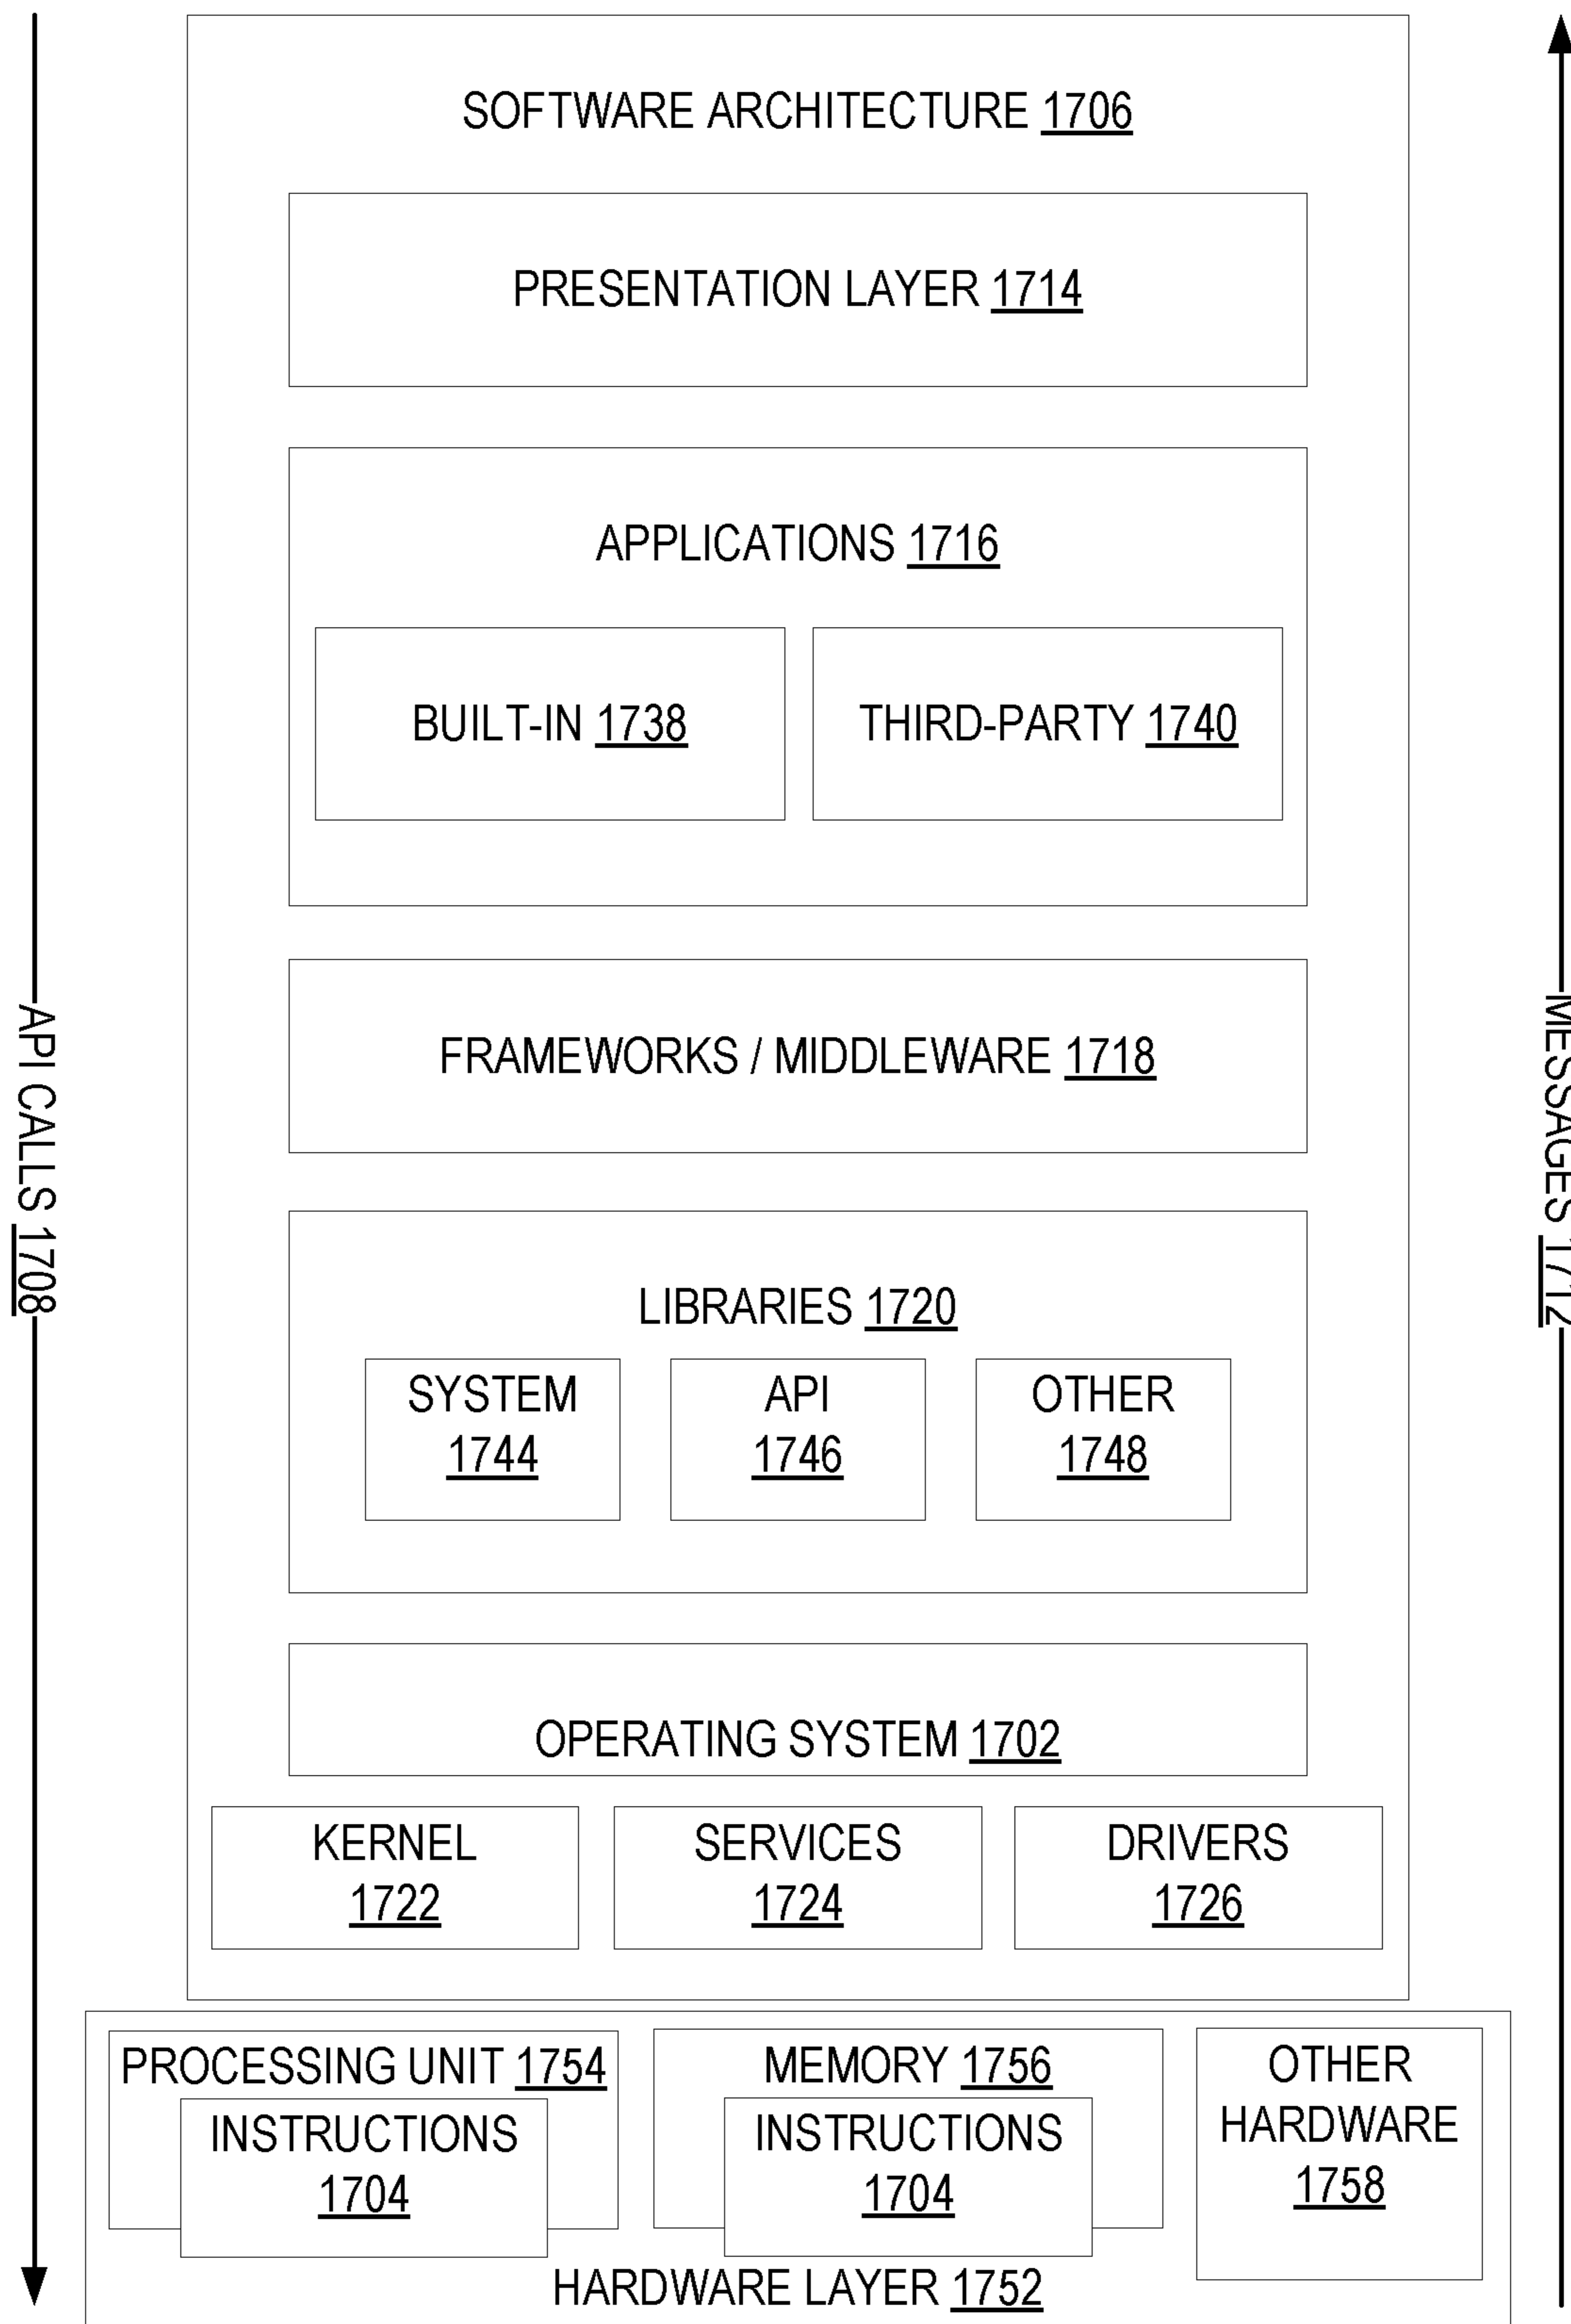 SOFTWARE ARCHITECTURE 1706
PRESENTATION LAYER 1714
APPLICATIONS 1716
BUILT-IN 1738
THIRD-PARTY 1740
FRAMEWORKS / MIDDLEWARE 1718
API CALLS 1708
MESSAGES 1712
LIBRARIES 1720
SYSTEM
1744
API
1746
OTHER
1748
OPERATING SYSTEM 1702
KERNEL
1722
SERVICES
1724
DRIVERS
1726
PROCESSING UNIT 1754
INSTRUCTIONS
1704
MEMORY 1756
INSTRUCTIONS
1704
OTHER
HARDWARE
1758
HARDWARE LAYER 1752